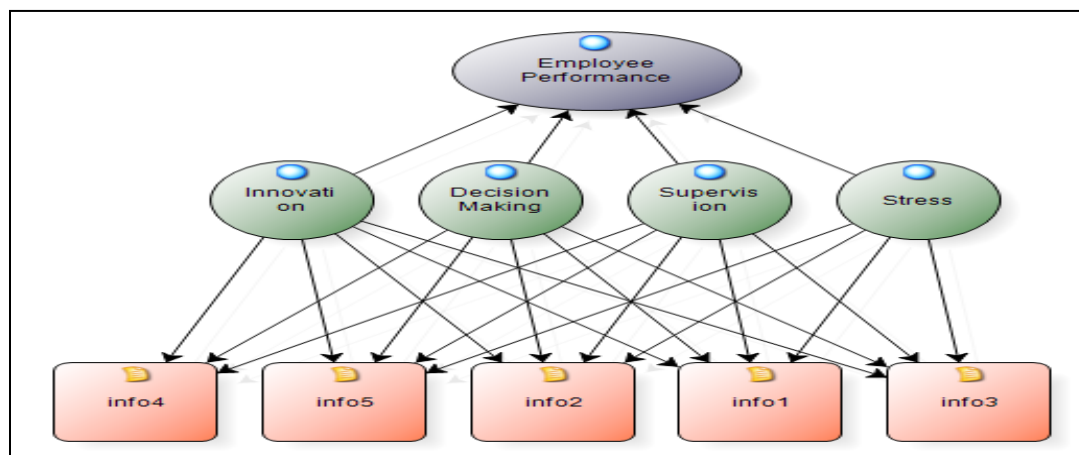 Employee
Performance
Innovati
on
Decision
Making
Supervis
ion
Stress
info4
info5
info2
info1
info3